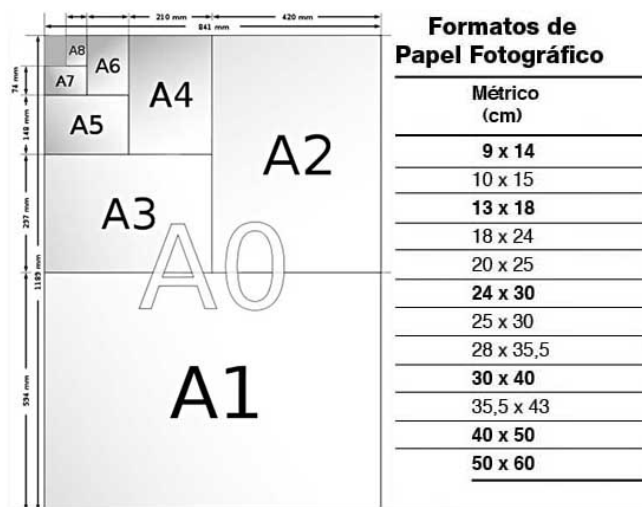 210 mm
420 mm
841 mm
A8
A7
A6
A5
A4
A3
A2
A0
A1
74 mm
148 mm
297 mm
1189 mm
594 mm
Formatos de
Papel Fotográfico
Métrico
(cm)
9 x 14
10 x 15
13 x 18
18 x 24
20 x 25
24 x 30
25 x 30
28 x 35,5
30 x 40
35,5 x 43
40 x 50
50 x 60